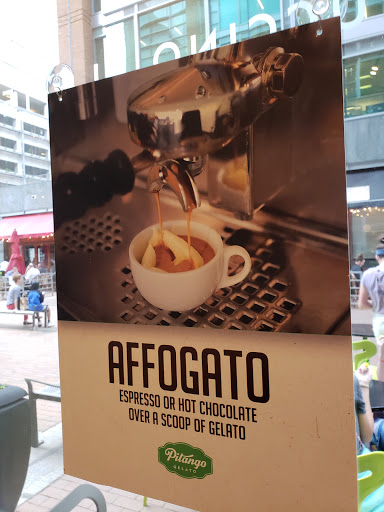 AFFOGATO
ESPRESSO OR HOT CHOCOLATE
OVER A SCOOP OF GELATO
Pitango
GELATO